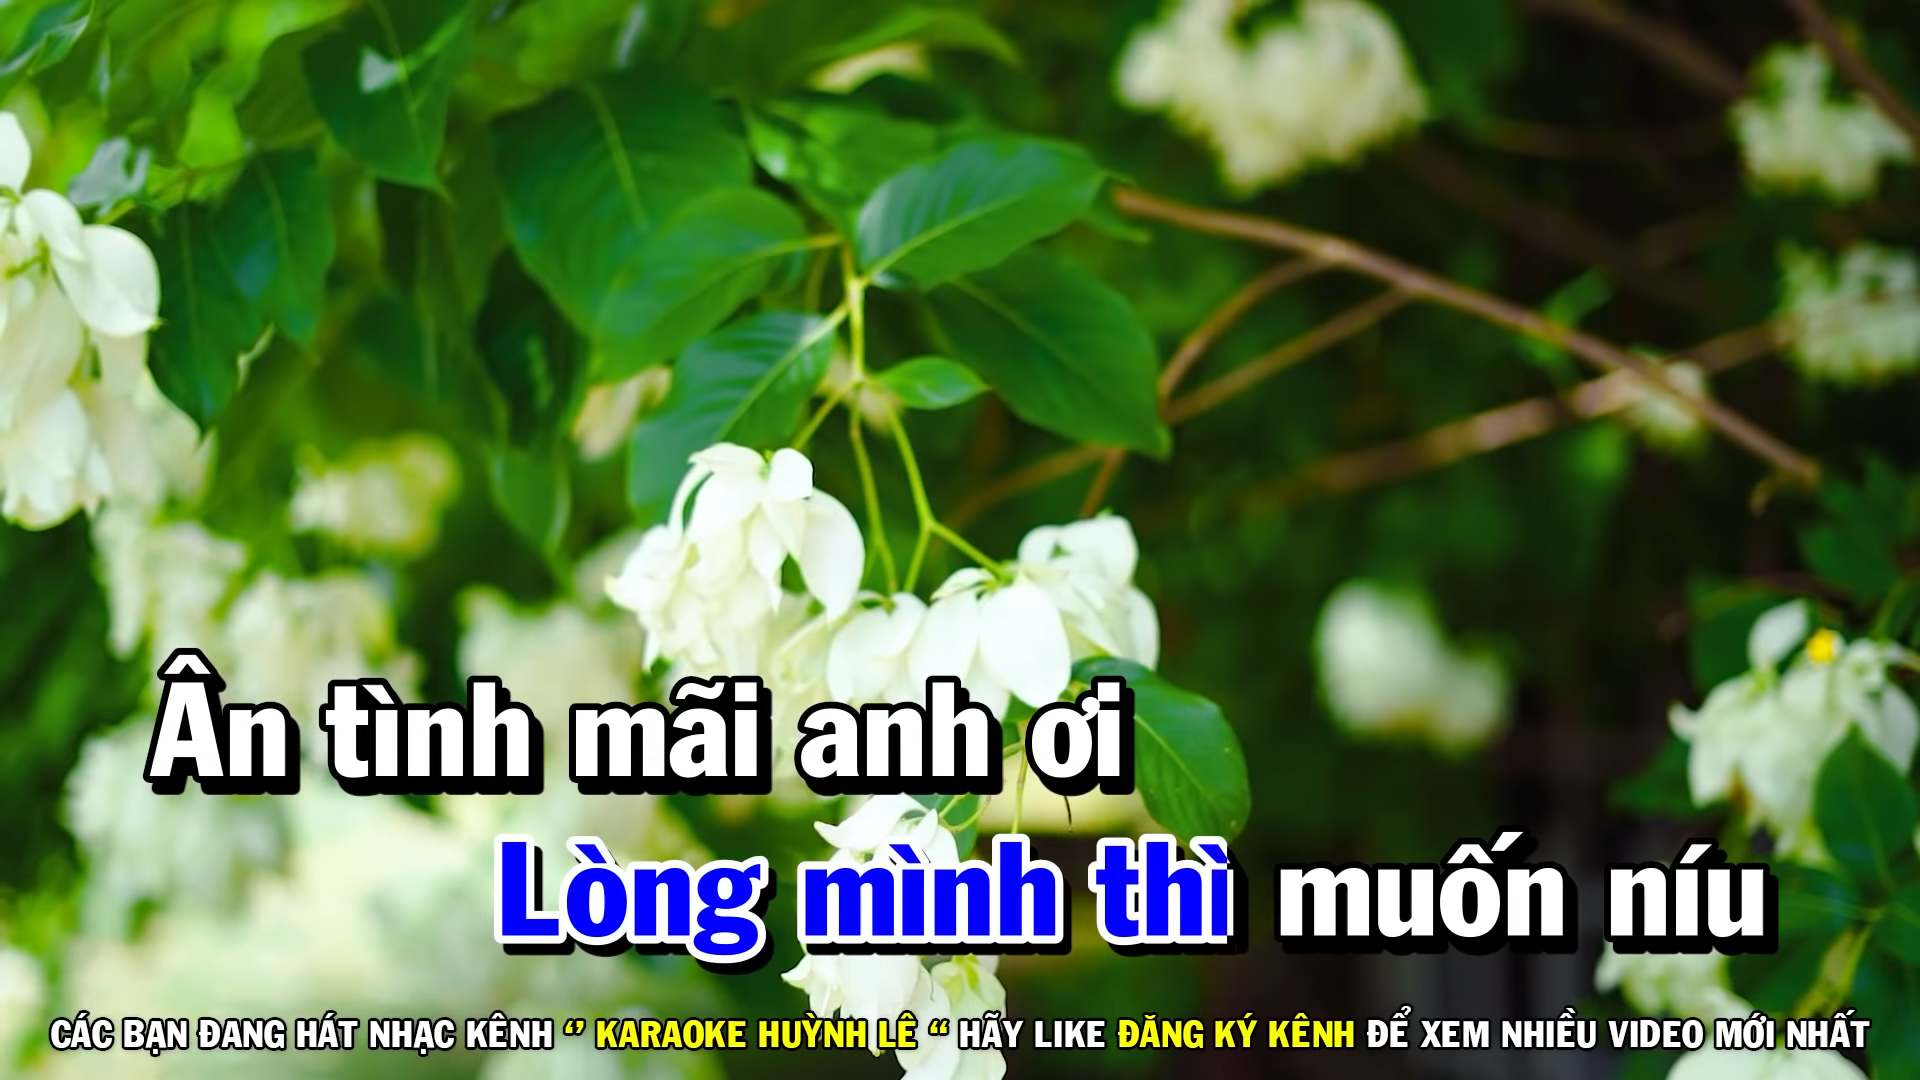 Ân tình mãi anh ơi
Lòng mình thì muốn níu
CÁC BẠN ĐANG HÁT NHẠC KÊNH “ KARAOKE HUỲNH LÊ “ HÃY LIKE ĐĂNG KÝ KÊNH ĐỂ XEM NHIỀU VIDEO MỚI NHẤT